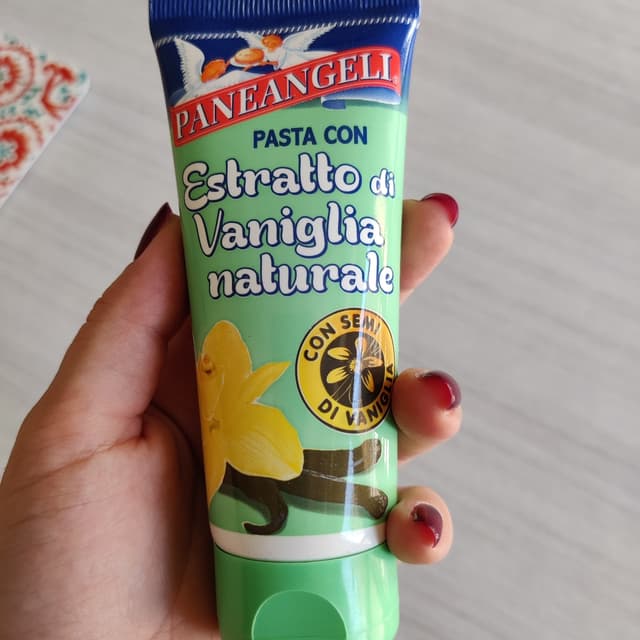 PANEANGELI
PASTA CON
Estratto di
Vaniglia
naturale
CON SEMI
DI VANIGLIA